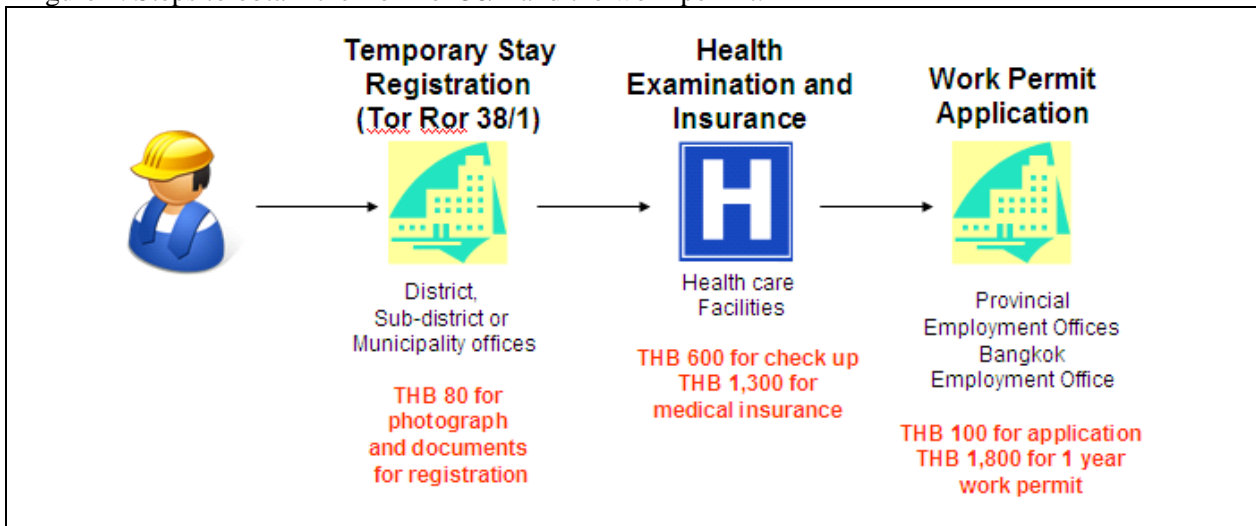 Temporary Stay
Registration
(Tor Ror 38/1)
District,
Sub-district or
Municipality offices
THB 80 for
photograph
and documents
for registration
Health
Examination and
Insurance
H
Health care
Facilities
THB 600 for check up
THB 1,300 for
medical insurance
Work Permit
Application
Provincial
Employment Offices
Bangkok
Employment Office
THB 100 for application
THB 1,800 for 1 year
work permit